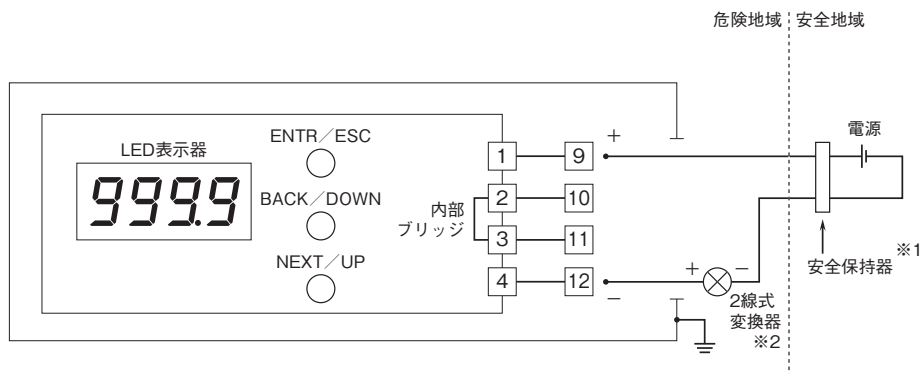 危険地域
安全地域
LED表示器
999.9
ENTR/ESC
BACK/DOWN
NEXT/UP
内部
ブリッジ
1
2
3
4
9
10
11
12
+
−
+
−
2線式
変換器
※2
電源
安全保持器
※1